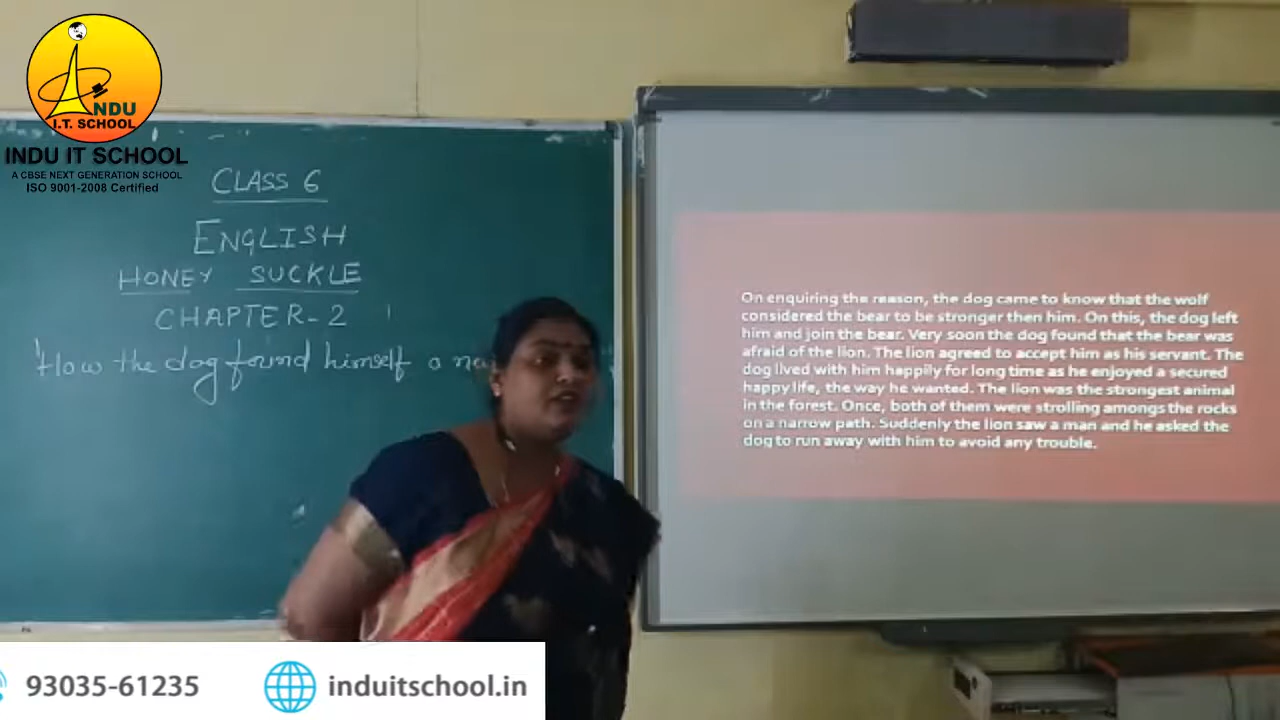 INDU
I.T. SCHOOL
INDU IT SCHOOL
A CBSE NEXT GENERATION SCHOOL
ISO 9001-2008 Certified
CLASS 6
ENGLISH
HONEY SUCKLE
CHAPTER-2
How the dog found himself a
On enquiring the reason, the dog came to know that the wolf
considered the bear to be stronger then him. On this, the dog left
him and join the bear. Very soon the dog found that the bear was
afraid of the lion. The lion agreed to accept him as his servant. The
dog lived with him happily for long time as he enjoyed a secured
happy life, the way he wanted. The lion was the strongest animal
in the forest. Once, both of them were strolling amongs the rocks
on a narrow path. Suddenly the lion saw a man and he asked the
dog to run away with him to avoid any trouble.
93035-61235
induitschool.in